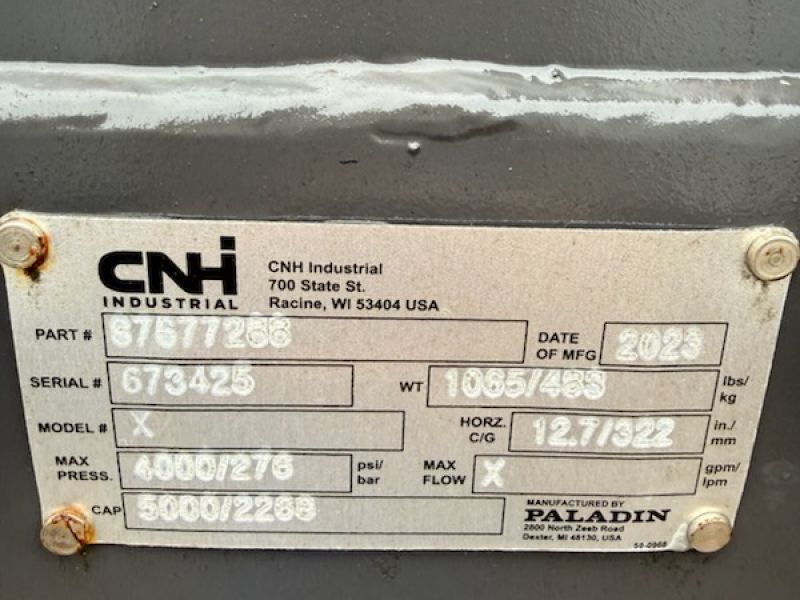 CNH
INDUSTRIAL
CNH Industrial
700 State St.
Racine, WI 53404 USA
PART #
DATE OF MFG 2023
SERIAL # 673425 WT 1065/483 lbs/kg
MODEL # X HORZ. C/G 12.7/322 in./mm
MAX PRESS. 4000/276 psi/bar MAX FLOW X gpm/lpm
CAP 5000/2268
MANUFACTURED BY
PALADIN
2800 North Zeeb Road
Dexter, MI 48130, USA